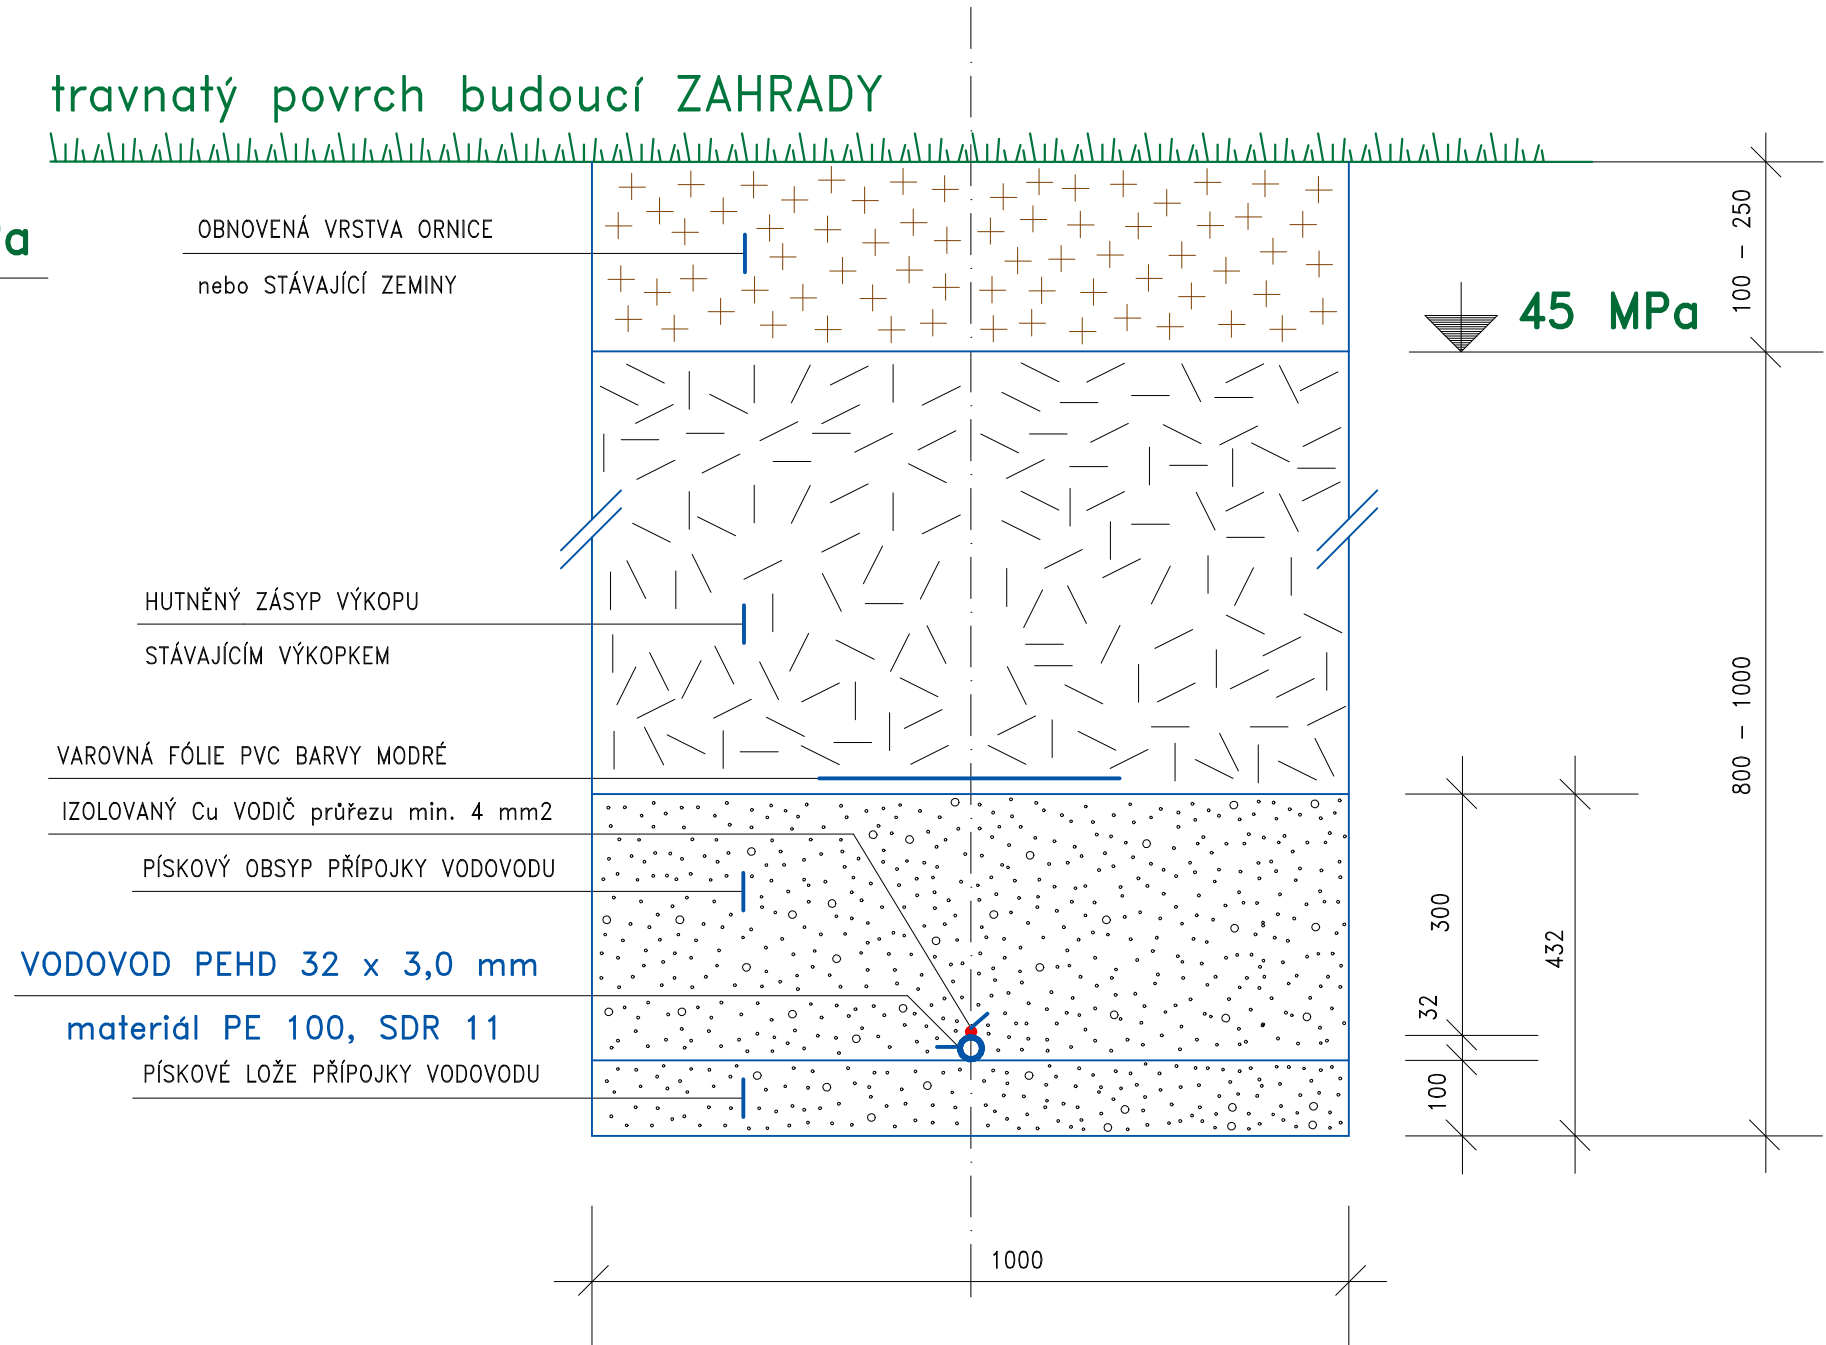 travnatý povrch budoucí ZAHRADY
a
OBNOVENÁ VRSTVA ORNICE
nebo STÁVAJÍCÍ ZEMINY
45 MPa
100 - 250
HUTNĚNÝ ZÁSYP VÝKOPU
STÁVAJÍCÍM VÝKOPKEM
800 - 1000
VAROVNÁ FÓLIE PVC BARVY MODRÉ
IZOLOVANÝ Cu VODIČ průřezu min. 4 mm2
PÍSKOVÝ OBSYP PŘÍPOJKY VODOVODU
300
432
VODOVOD PEHD 32 x 3,0 mm
32
materiál PE 100, SDR 11
PÍSKOVÉ LOŽE PŘÍPOJKY VODOVODU
100
1000